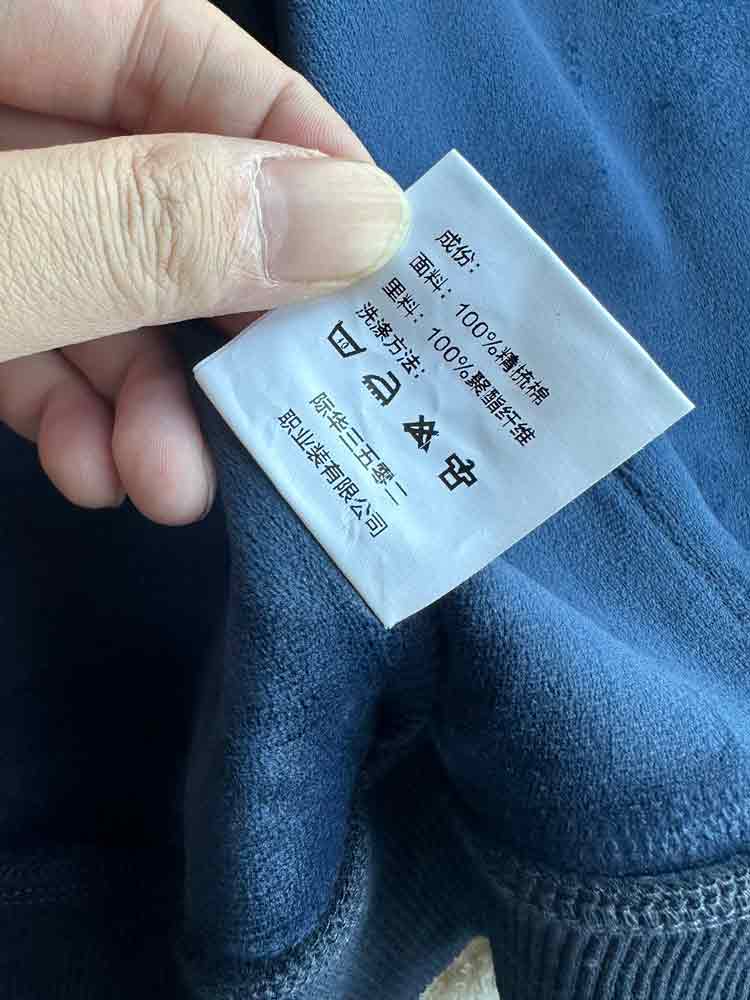 成份：
面料：100%精梳棉
里料：100%聚酯纤维
洗涤方法：
际华三五零二
职业装有限公司